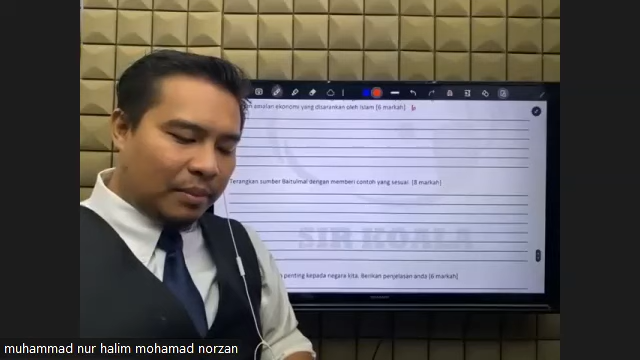 amalan ekonomi yang disarankan oleh Islam [6 markah] b
Terangkan sumber Baitulmal dengan memberi contoh yang sesuai. [8 markah]
SIR KOALA
penting kepada negara kita. Berikan penjelasan anda [6 markah]
muhammad nur halim mohamad norzan